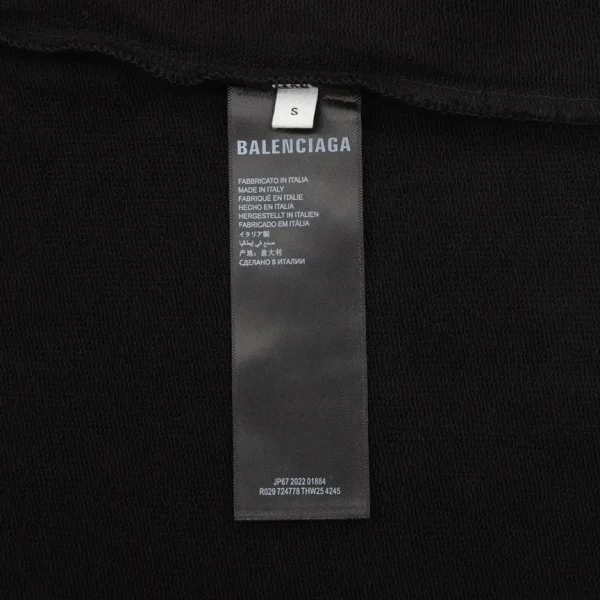 S
BALENCIAGA
FABBRICATO IN ITALIA
MADE IN ITALY
FABRIQUÉ EN ITALIE
HECHO EN ITALIA
HERGESTELLT IN ITALIEN
FABRICADO EM ITÁLIA
イタリア製
صنع في إيطاليا
产地：意大利
СДЕЛАНО В ИТАЛИИ
JP67 2022 01884
R029 724778 THW25 4245